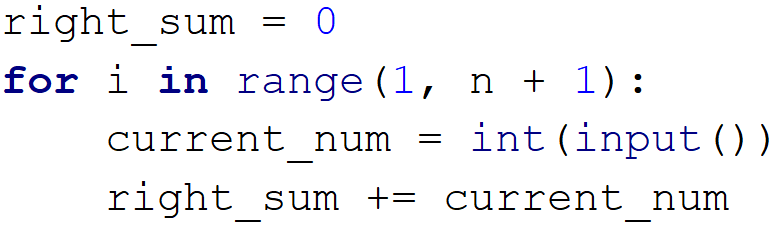 right_sum = 0
for i in range(1, n + 1):
    current_num = int(input())
    right_sum += current_num